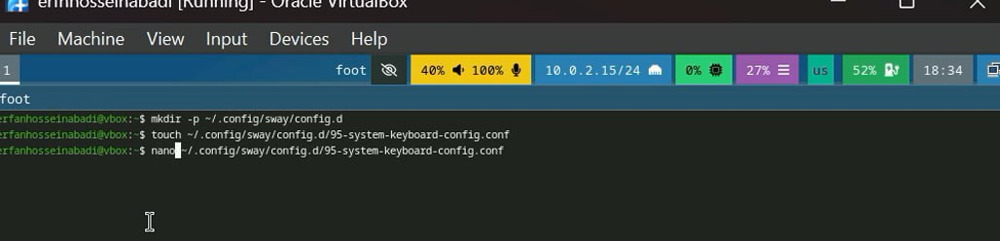 erfnhosseinabadi [Running] - Oracle VirtualBox
File Machine View Input Devices Help
1 foot 40% 100% 10.0.2.15/24 0% 27% us 52% 18:34
foot
erfanhosseinabadi@vbox:~$ mkdir -p ~/.config/sway/config.d
erfanhosseinabadi@vbox:~$ touch ~/.config/sway/config.d/95-system-keyboard-config.conf
erfanhosseinabadi@vbox:~$ nano ~/.config/sway/config.d/95-system-keyboard-config.conf